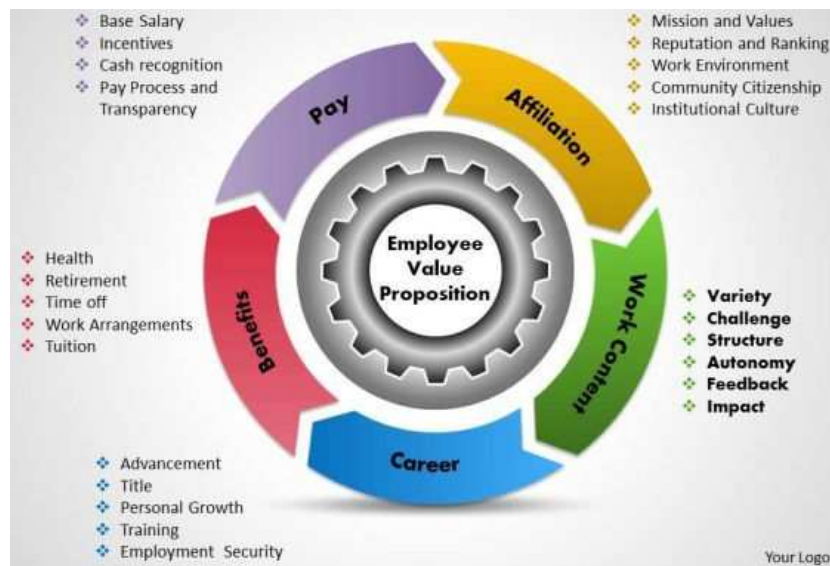 Base Salary
Incentives
Cash recognition
Pay Process and
Transparency
Pay
Mission and Values
Reputation and Ranking
Work Environment
Community Citizenship
Institutional Culture
Affiliation
Health
Retirement
Time off
Work Arrangements
Tuition
Benefits
Employee
Value
Proposition
Work Content
Variety
Challenge
Structure
Autonomy
Feedback
Impact
Career
Advancement
Title
Personal Growth
Training
Employment Security
Your Logo